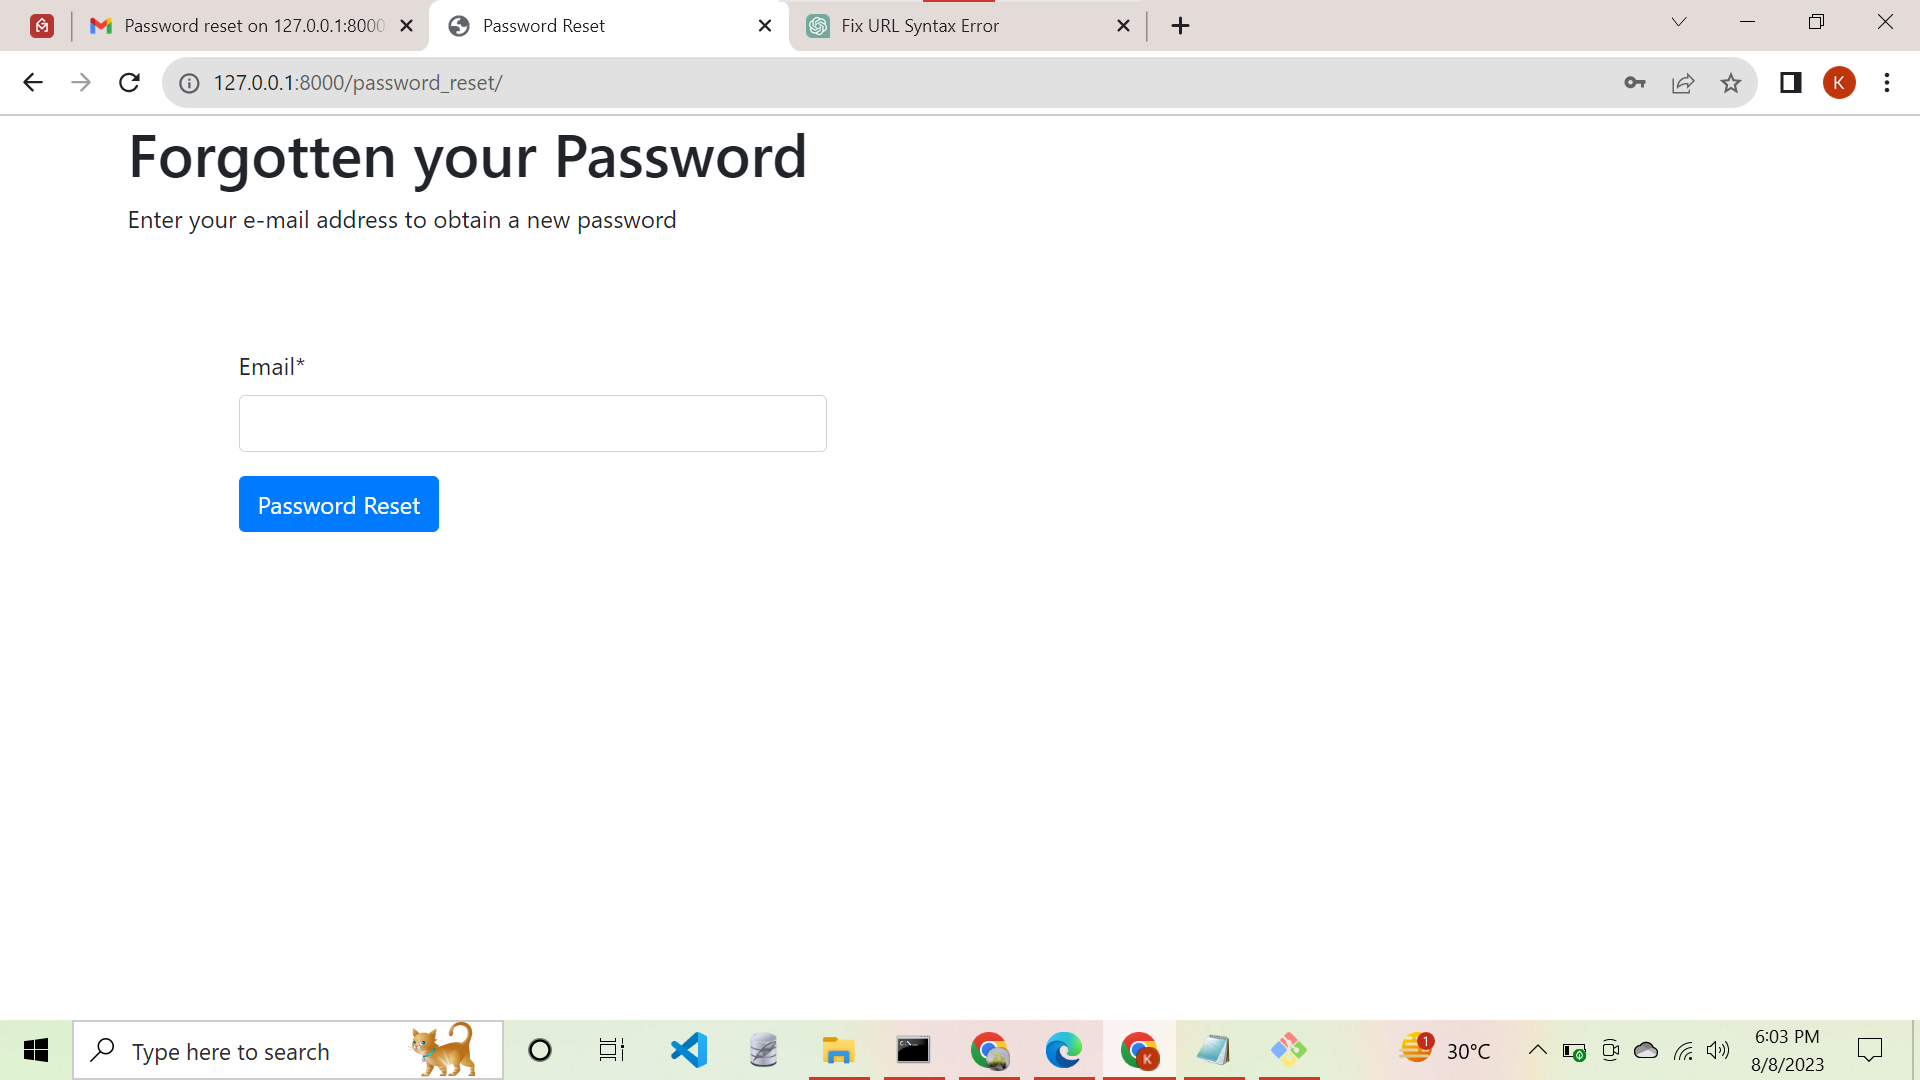 Password reset on 127.0.0.1:8000
Password Reset
Fix URL Syntax Error
127.0.0.1:8000/password_reset/
K
Forgotten your Password
Enter your e-mail address to obtain a new password
Email*
Password Reset
Type here to search
K
1
30°C
6:03 PM
8/8/2023